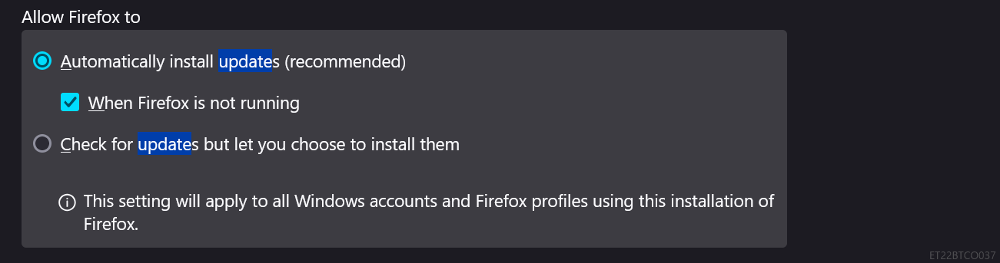 Allow Firefox to
Automatically install updates (recommended)
When Firefox is not running
Check for updates but let you choose to install them
This setting will apply to all Windows accounts and Firefox profiles using this installation of
Firefox.
ET22BTCO037